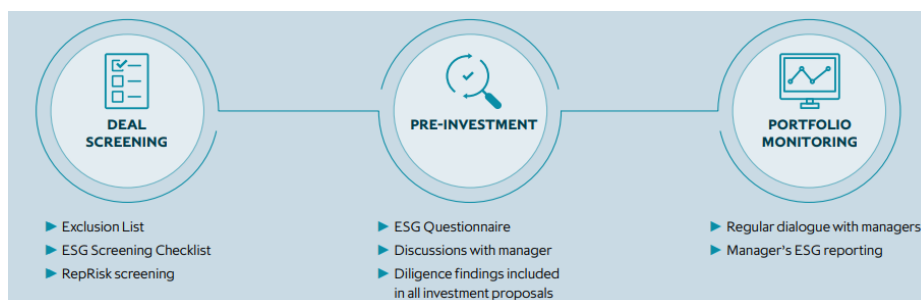 DEAL
SCREENING
Exclusion List
ESG Screening Checklist
RepRisk screening
PRE-INVESTMENT
ESG Questionnaire
Discussions with manager
Diligence findings included
in all investment proposals
PORTFOLIO
MONITORING
Regular dialogue with managers
Manager's ESG reporting